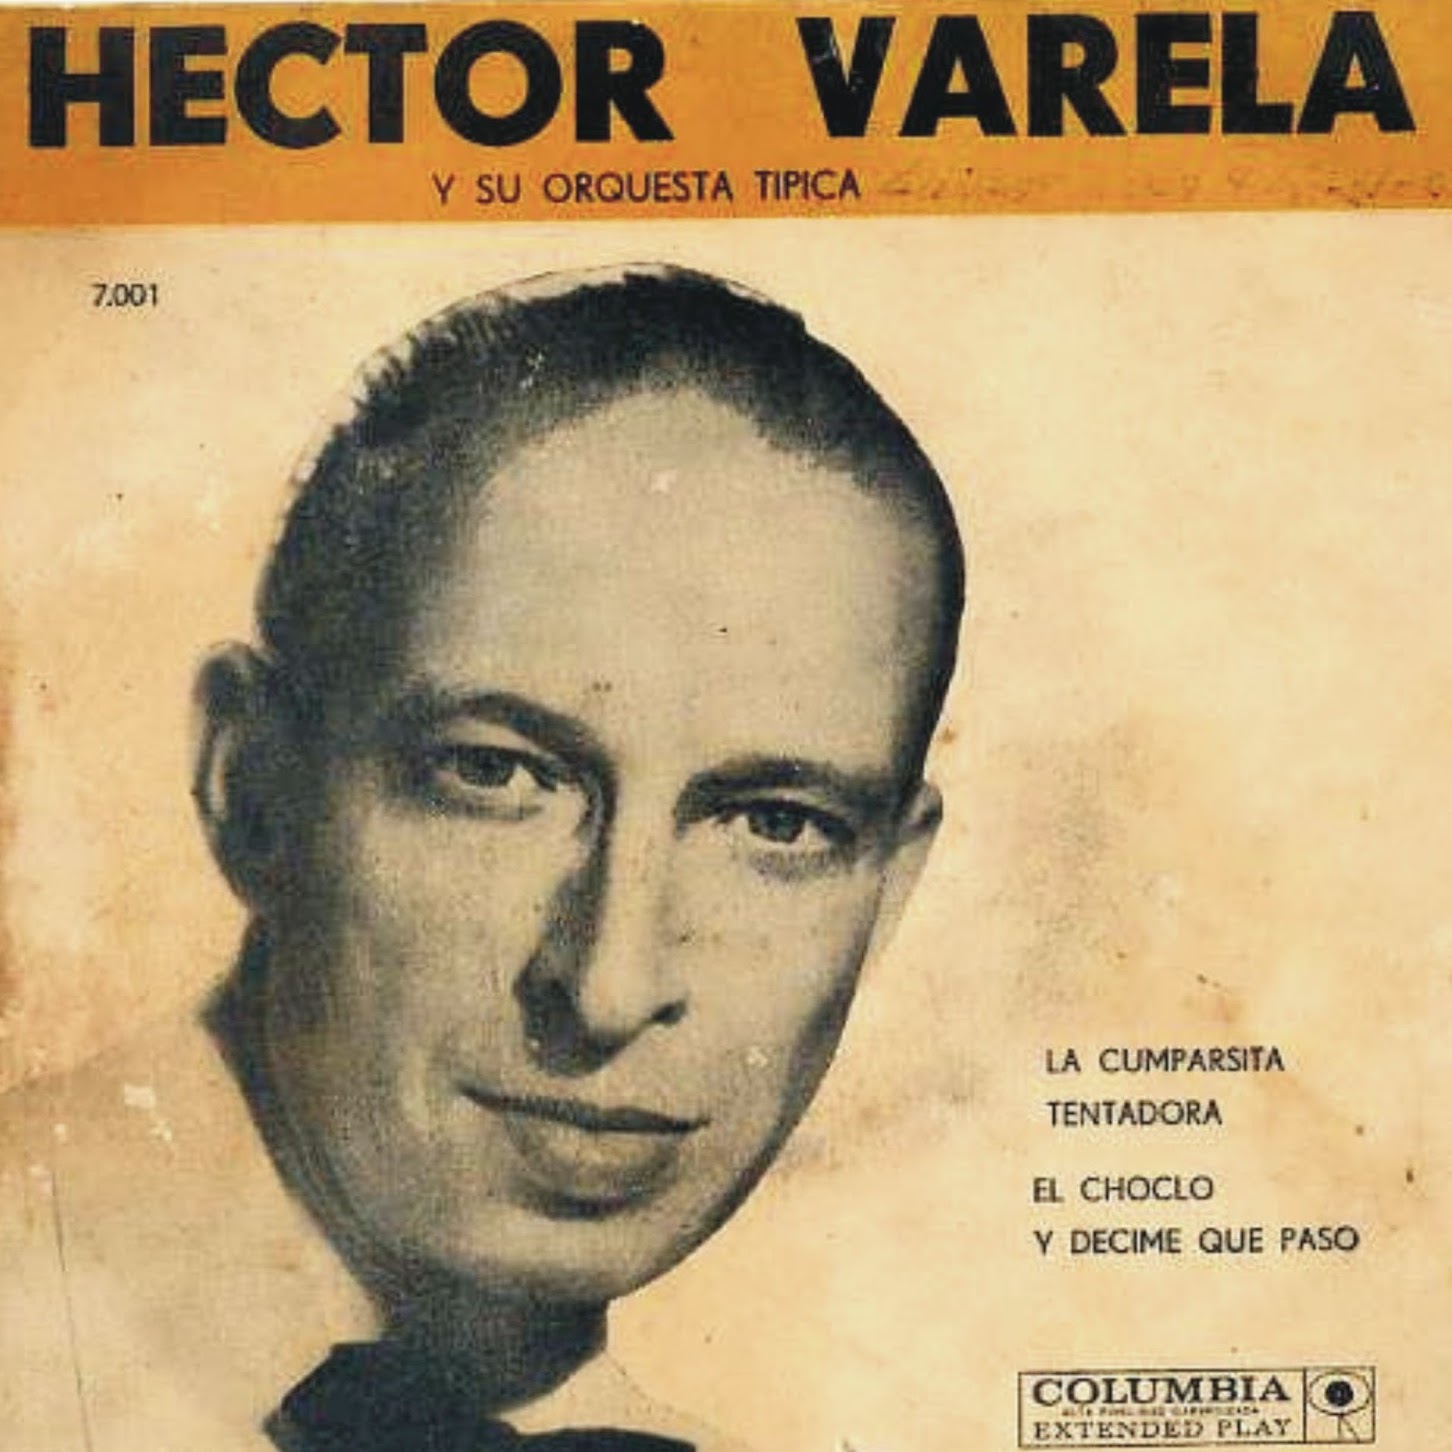 HECTOR VARELA
Y SU ORQUESTA TIPICA
7.001
LA CUMPARSITA
TENTADORA
EL CHOCLO
Y DECIME QUE PASO
COLUMBIA
EXTENDED PLAY